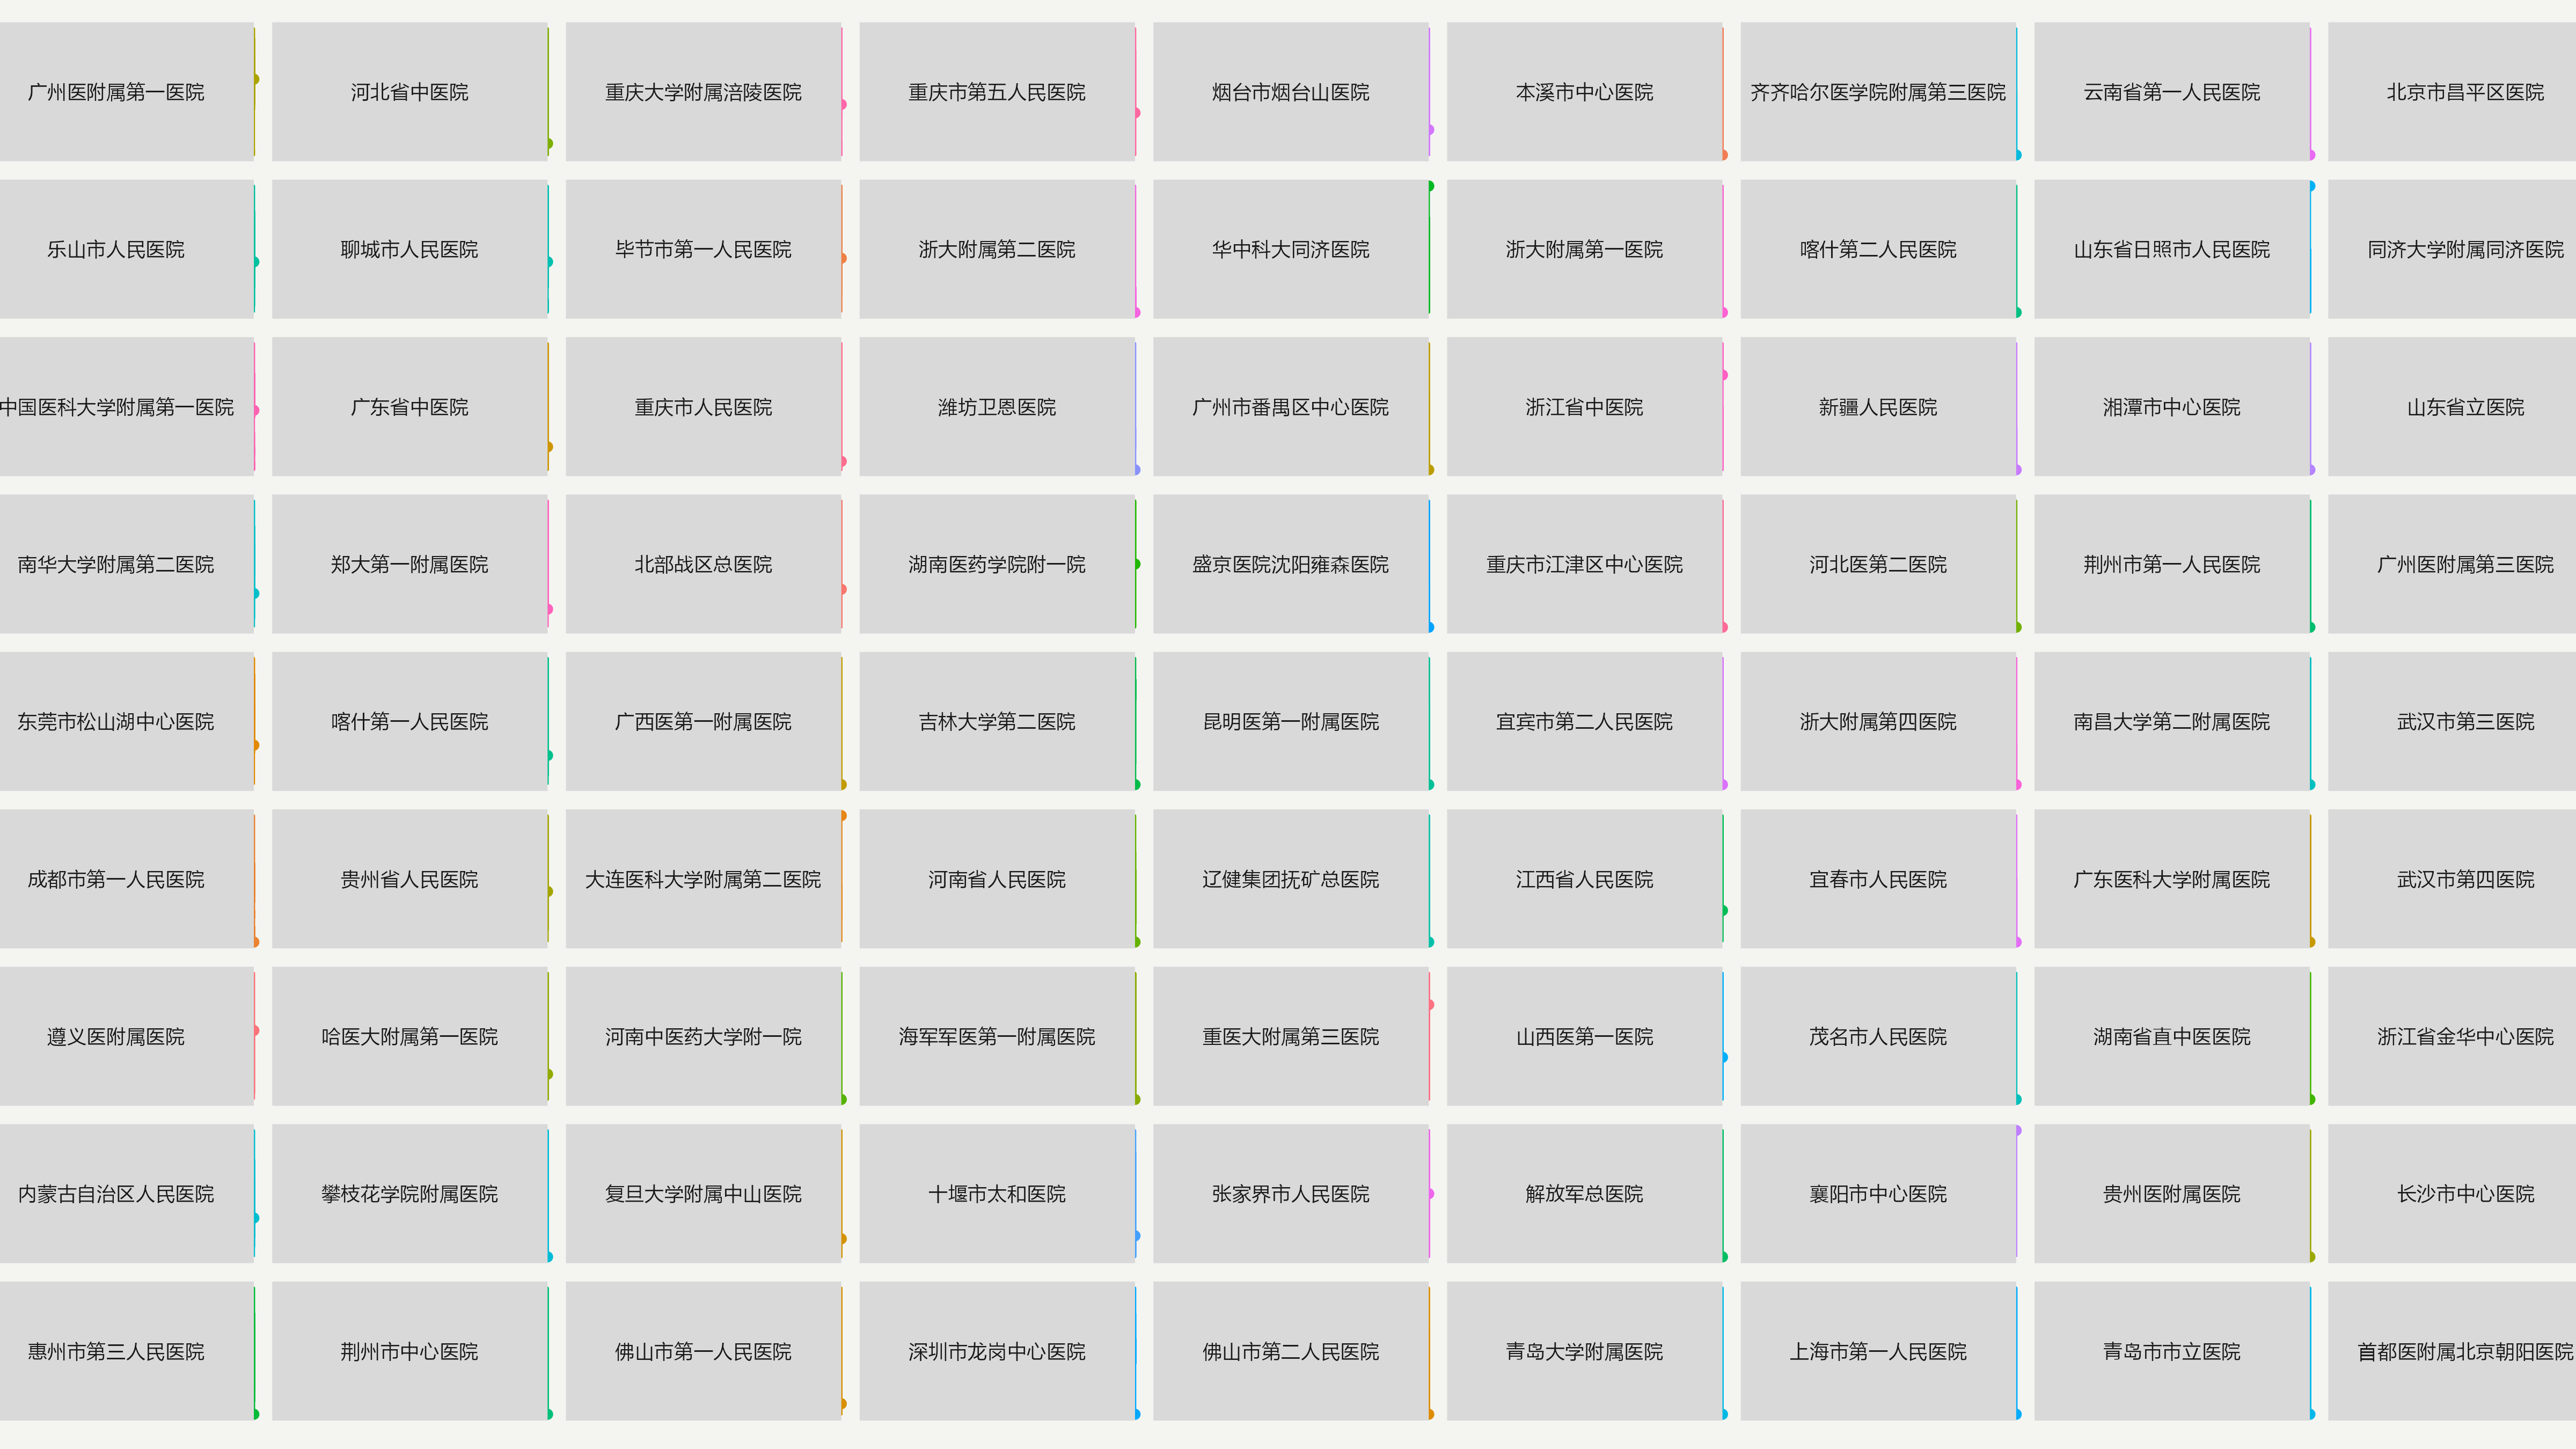 广州医附属第一医院 河北省中医院 重庆大学附属涪陵医院 重庆市第五人民医院 烟台市烟台山医院 本溪市中心医院 齐齐哈尔医学院附属第三医院 云南省第一人民医院 北京市昌平区医院
乐山市人民医院 聊城市人民医院 毕节市第一人民医院 浙大附属第二医院 华中科大同济医院 浙大附属第一医院 喀什第二人民医院 山东省日照市人民医院 同济大学附属同济医院
中国医科大学附属第一医院 广东省中医院 重庆市人民医院 潍坊卫恩医院 广州市番禺区中心医院 浙江省中医院 新疆人民医院 湘潭市中心医院 山东省立医院
南华大学附属第二医院 郑大第一附属医院 北部战区总医院 湖南医药学院附一院 盛京医院沈阳雍森医院 重庆市江津区中心医院 河北医第二医院 荆州市第一人民医院 广州医附属第三医院
东莞市松山湖中心医院 喀什第一人民医院 广西医第一附属医院 吉林大学第二医院 昆明医第一附属医院 宜宾市第二人民医院 浙大附属第四医院 南昌大学第二附属医院 武汉市第三医院
成都市第一人民医院 贵州省人民医院 大连医科大学附属第二医院 河南省人民医院 辽健集团抚矿总医院 江西省人民医院 宜春市人民医院 广东医科大学附属医院 武汉市第四医院
遵义医附属医院 哈医大附属第一医院 河南中医药大学附一院 海军军医第一附属医院 重医大附属第三医院 山西医第一医院 茂名市人民医院 湖南省直中医医院 浙江省金华中心医院
内蒙古自治区人民医院 攀枝花学院附属医院 复旦大学附属中山医院 十堰市太和医院 张家界市人民医院 解放军总医院 襄阳市中心医院 贵州医附属医院 长沙市中心医院
惠州市第三人民医院 荆州市中心医院 佛山市第一人民医院 深圳市龙岗中心医院 佛山市第二人民医院 青岛大学附属医院 上海市第一人民医院 青岛市市立医院 首都医附属北京朝阳医院